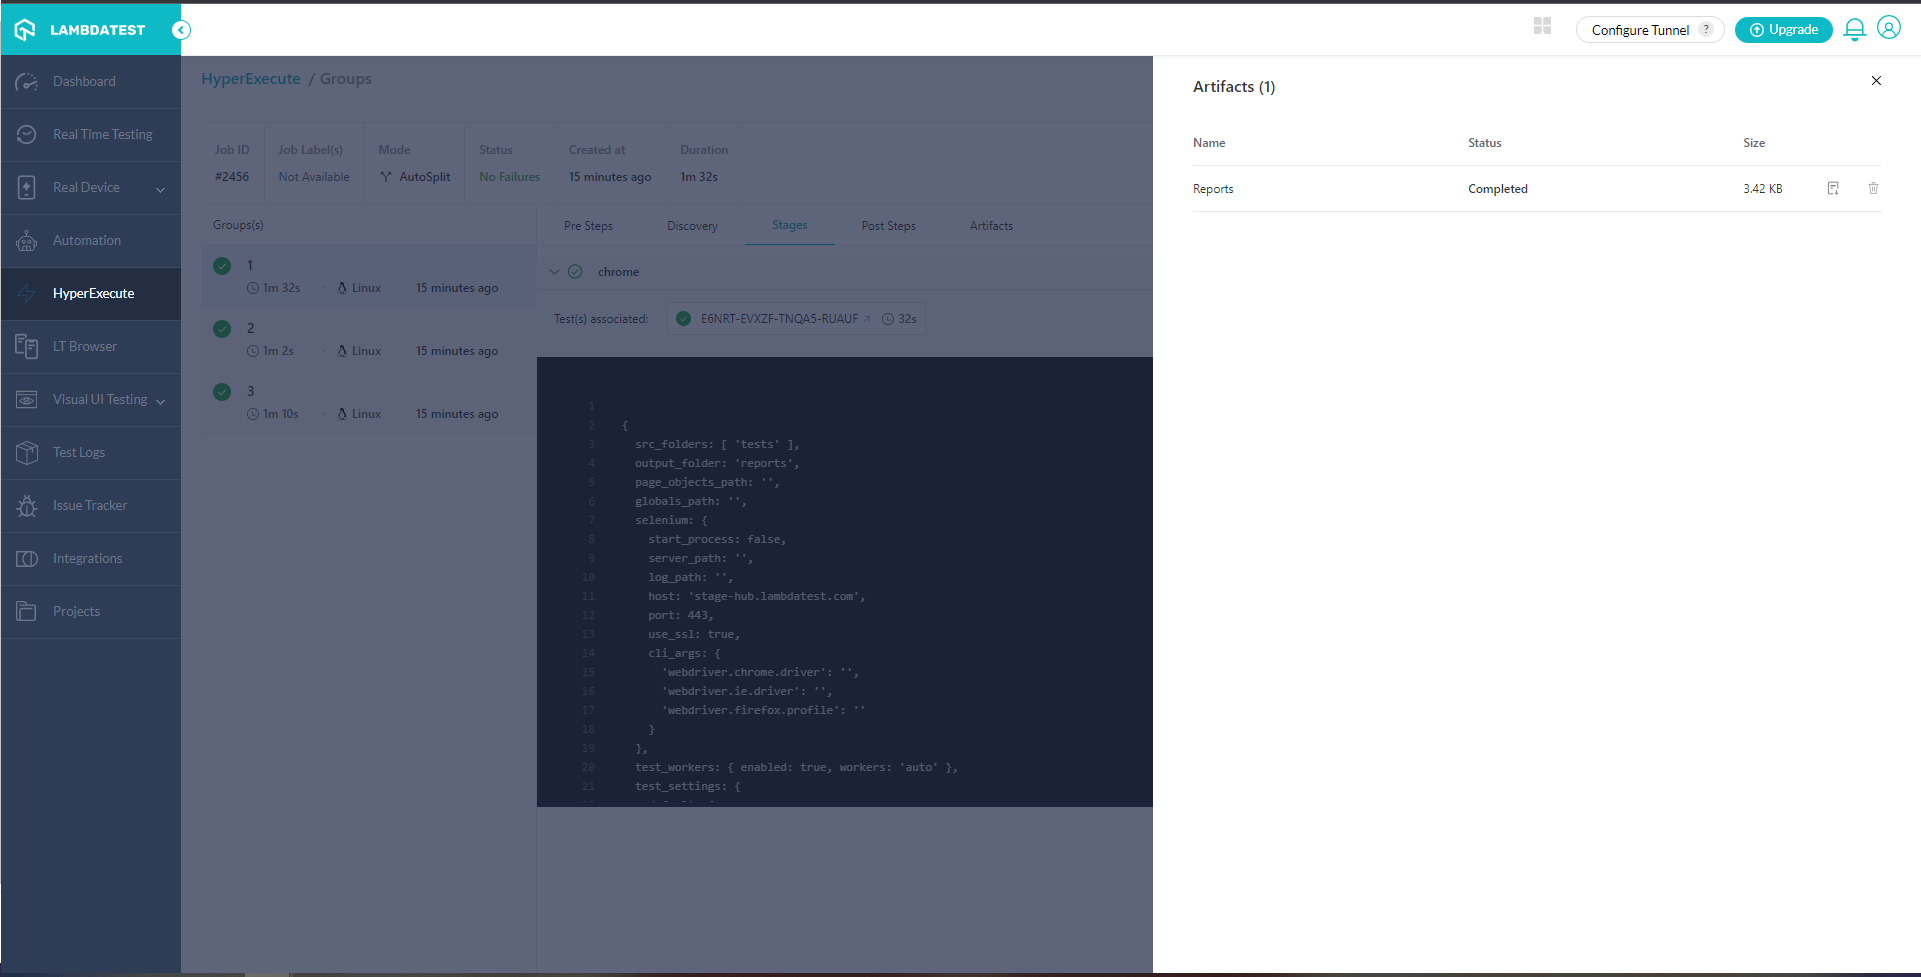 LAMBDATEST
Configure Tunnel ?
Upgrade
Dashboard
Real Time Testing
Real Device
Automation
HyperExecute
LT Browser
Visual UI Testing
Test Logs
Issue Tracker
Integrations
Projects
HyperExecute / Groups
Job ID Job Label(s) Mode Status Created at Duration
#2456 Not Available AutoSplit No Failures 15 minutes ago 1m 32s
Groups(s)
1
1m 32s Linux 15 minutes ago
2
1m 2s Linux 15 minutes ago
3
1m 10s Linux 15 minutes ago
Pre Steps Discovery Stages Post Steps Artifacts
chrome
Test(s) associated: E6NRT-EVXZF-TNQA5-RUAUF 32s
1
2 {
3 src_folders: [ 'tests' ],
4 output_folder: 'reports',
5 page_objects_path: '',
6 globals_path: '',
7 selenium: {
8 start_process: false,
9 server_path: '',
10 log_path: '',
11 host: 'stage-hub.lambdatest.com',
12 port: 443,
13 use_ssl: true,
14 cli_args: {
15 'webdriver.chrome.driver': '',
16 'webdriver.ie.driver': '',
17 'webdriver.firefox.profile': ''
18 }
19 },
20 test_workers: { enabled: true, workers: 'auto' },
21 test_settings: {
Artifacts (1)
Name Status Size
Reports Completed 3.42 KB